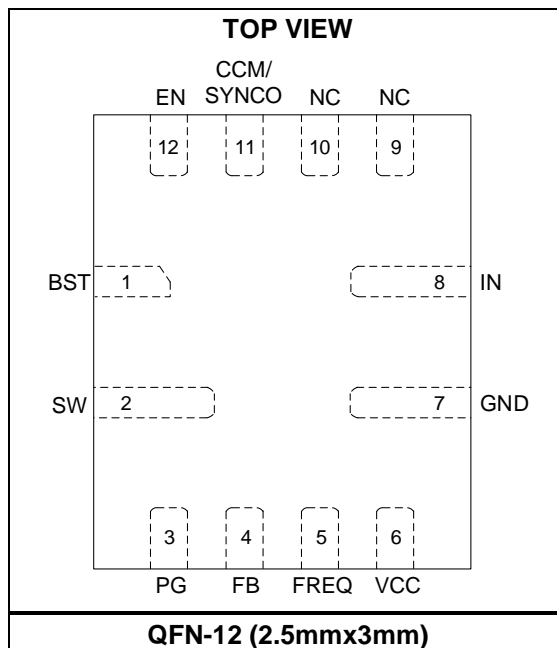 TOP VIEW
CCM/
EN SYNCO NC NC
12 11 10 9
BST 1 8 IN
SW 2 7 GND
3 4 5 6
PG FB FREQ VCC
QFN-12 (2.5mmx3mm)